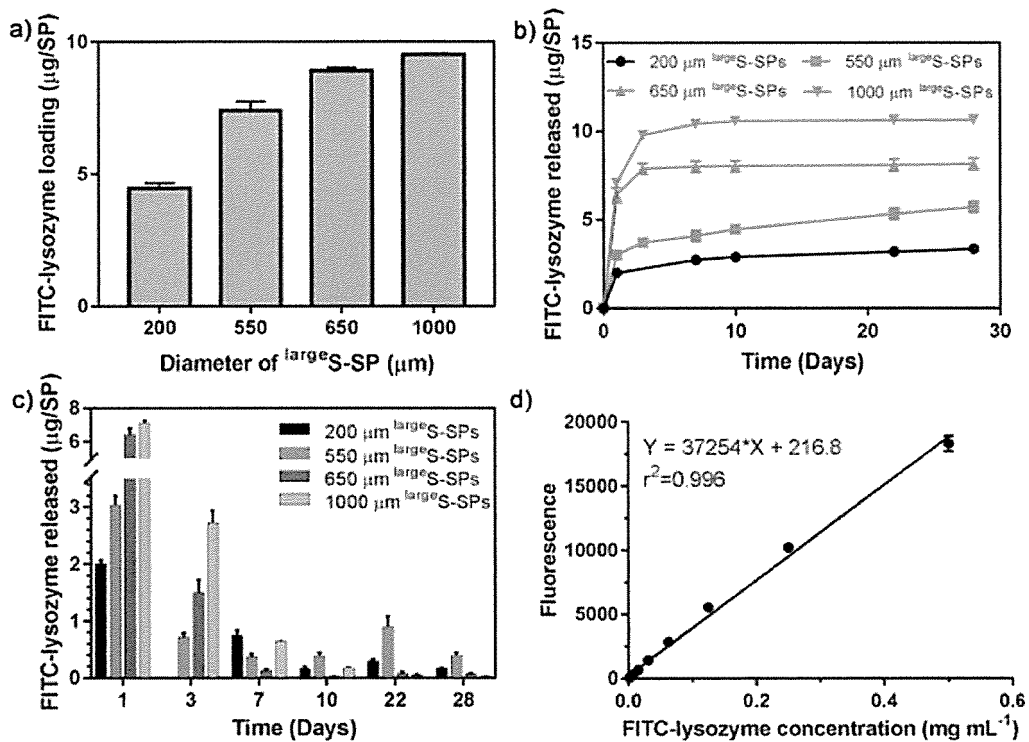 a)
FITC-lysozyme loading (μg/SP)
10
5
0
200 550 650 1000
Diameter of largeS-SP (μm)
b)
FITC-lysozyme released (μg/SP)
15
10
5
0
200 μm largeS-SPs
550 μm largeS-SPs
650 μm largeS-SPs
1000 μm largeS-SPs
0 10 20 30
Time (Days)
c)
FITC-lysozyme released (μg/SP)
8
7
6
3
2
1
0
200 μm largeS-SPs
550 μm largeS-SPs
650 μm largeS-SPs
1000 μm largeS-SPs
1 3 7 10 22 28
Time (Days)
d)
Fluorescence
20000
15000
10000
5000
0
Y = 37254*X + 216.8
r²=0.996
0.0 0.2 0.4 0.6
FITC-lysozyme concentration (mg mL⁻¹)